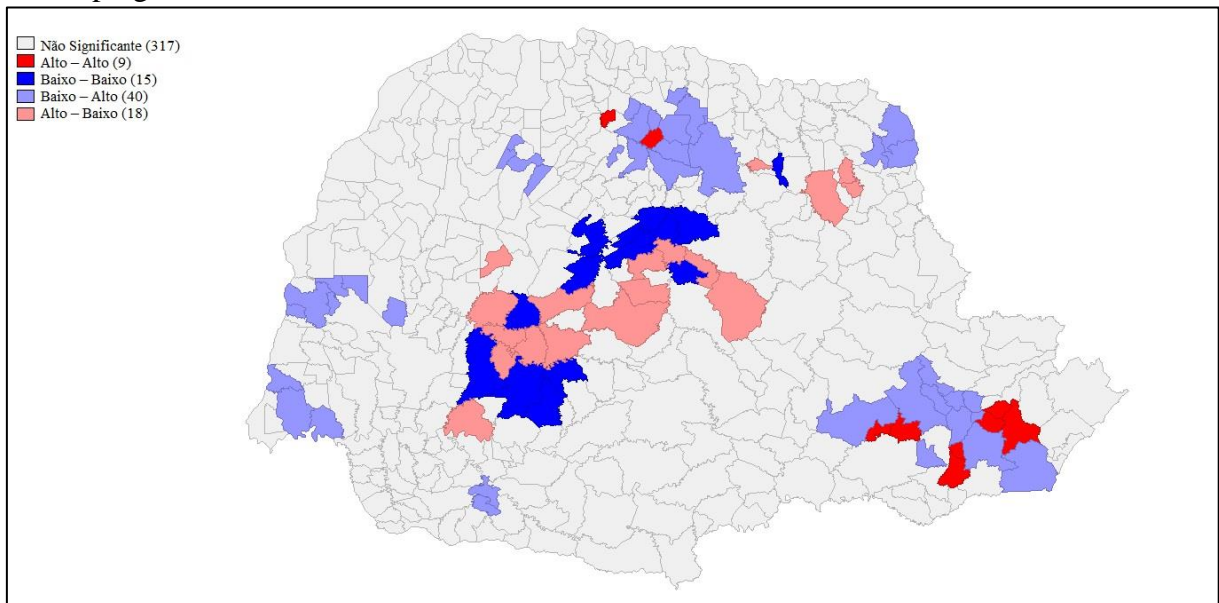 Não Significante (317)
Alto – Alto (9)
Baixo – Baixo (15)
Baixo – Alto (40)
Alto – Baixo (18)